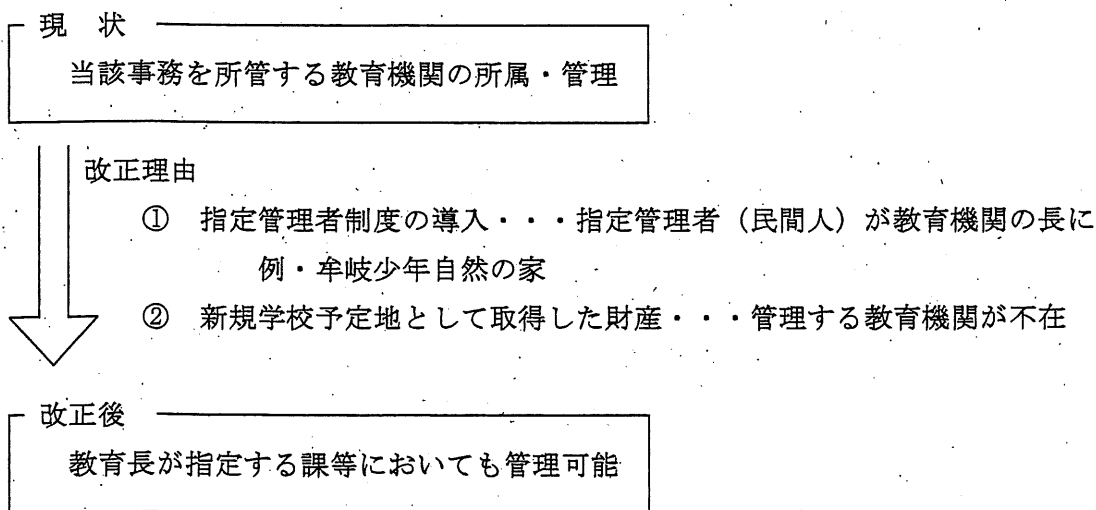 現　状
当該事務を所管する教育機関の所属・管理
改正理由
① 指定管理者制度の導入・・・指定管理者（民間人）が教育機関の長に
例・牟岐少年自然の家
② 新規学校予定地として取得した財産・・・管理する教育機関が不在
改正後
教育長が指定する課等においても管理可能